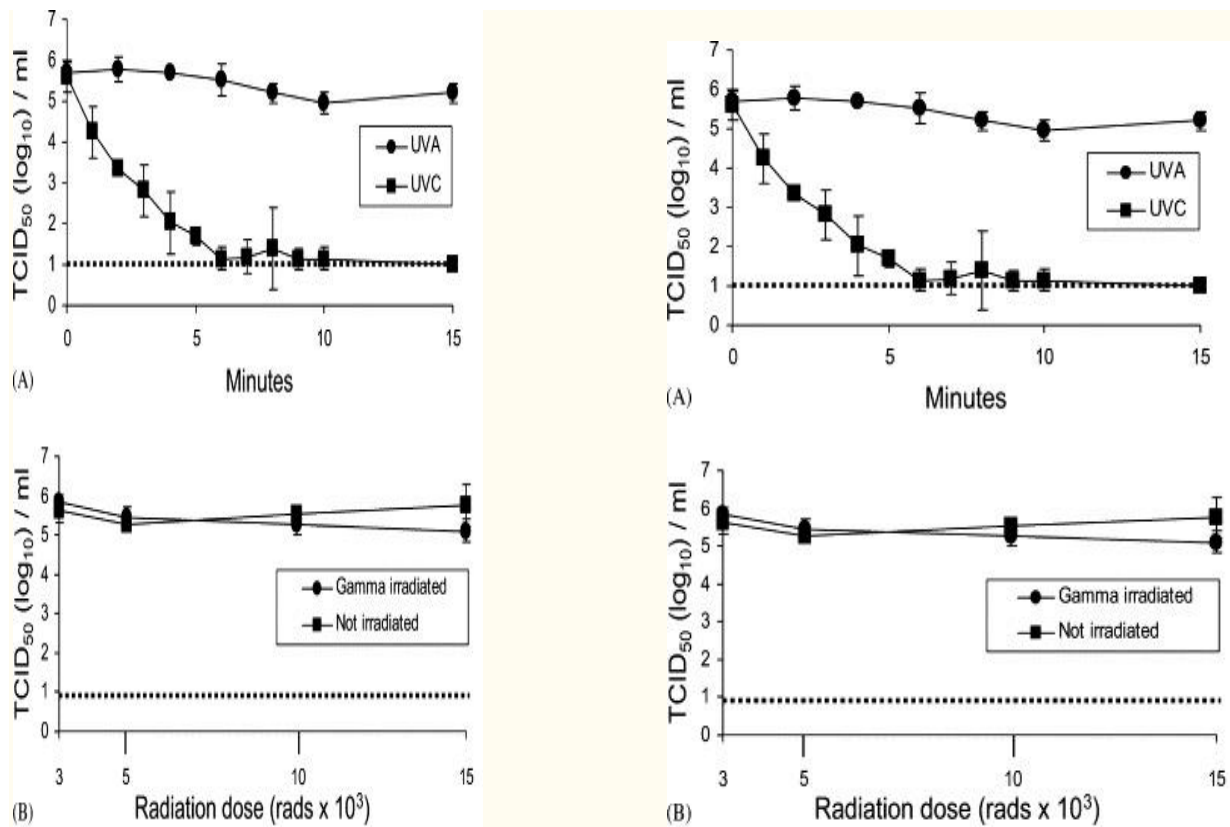 TCID₅₀ (log₁₀) / ml
7
6
5
4
3
2
1
0
UVA
UVC
0 5 10 15
Minutes
(A)
TCID₅₀ (log₁₀) / ml
7
6
5
4
3
2
1
0
Gamma irradiated
Not irradiated
3 5 10 15
Radiation dose (rads x 10³)
(B)
TCID₅₀ (log₁₀) / ml
7
6
5
4
3
2
1
0
UVA
UVC
0 5 10 15
Minutes
(A)
TCID₅₀ (log₁₀) / ml
7
6
5
4
3
2
1
0
Gamma irradiated
Not irradiated
3 5 10 15
Radiation dose (rads x 10³)
(B)